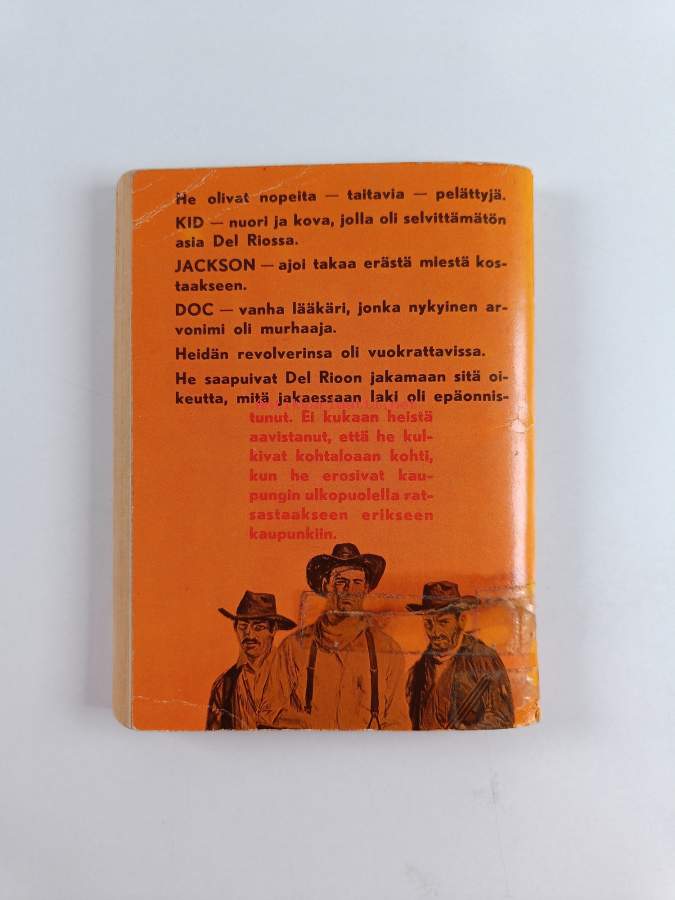 He olivat nopeita — taitavia — pelättyjä.
KID — nuori ja kova, jolla oli selvittämätön
asia Del Riossa.
JACKSON — ajoi takaa erästä miestä kos-
taakseen.
DOC — vanha lääkäri, jonka nykyinen ar-
vonimi oli murhaaja.
Heidän revolverinsa oli vuokrattavissa.
He saapuivat Del Rioon jakamaan sitä oi-
keutta, mitä jakaessaan laki oli epäonnis-
tunut. Ei kukaan heistä
aavistanut, että he kul-
kivat kohtaloaan kohti,
kun he erosivat kau-
pungin ulkopuolella rat-
sastaakseen erikseen
kaupunkiin.